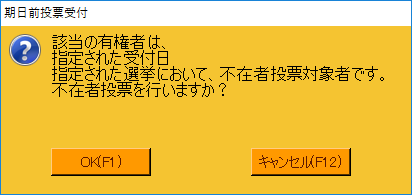 期日前投票受付
該当の有権者は、
指定された受付日
指定された選挙において、不在者投票対象者です。
不在者投票を行いますか？
OK(F1)
キャンセル(F12)